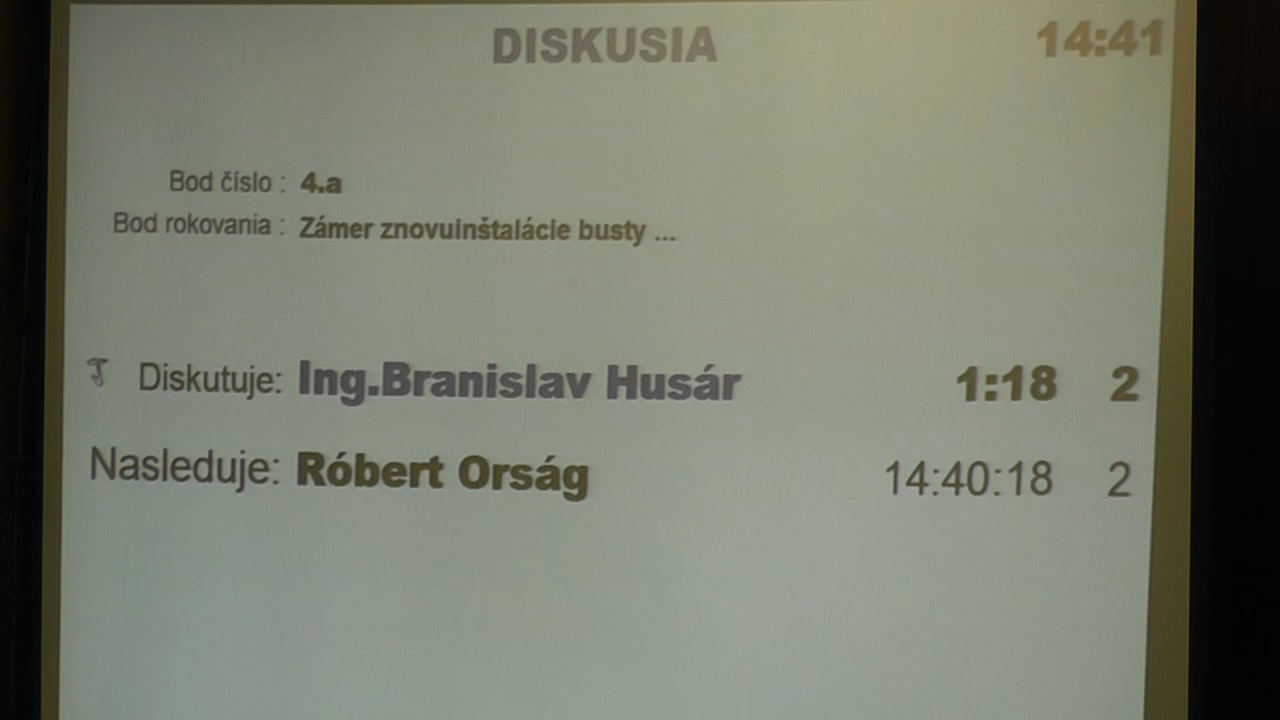 DISKUSIA 14:41
Bod číslo : 4.a
Bod rokovania : Zámer znovuinštalácie busty ...
Diskutuje: Ing.Branislav Husár 1:18 2
Nasleduje: Róbert Orság 14:40:18 2